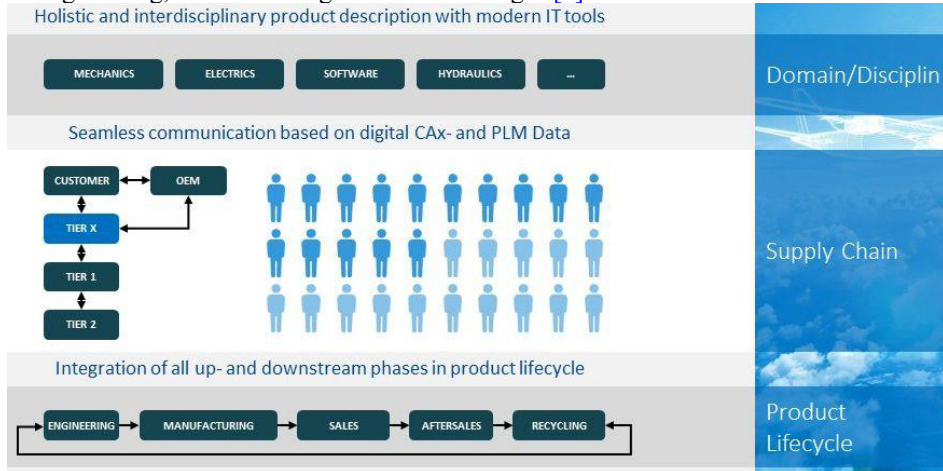 Holistic and interdisciplinary product description with modern IT tools
MECHANICS
ELECTRICS
SOFTWARE
HYDRAULICS
...
Domain/Disciplin
Seamless communication based on digital CAx- and PLM Data
CUSTOMER
OEM
TIER X
TIER 1
TIER 2
Supply Chain
Integration of all up- and downstream phases in product lifecycle
ENGINEERING
MANUFACTURING
SALES
AFTERSALES
RECYCLING
Product
Lifecycle